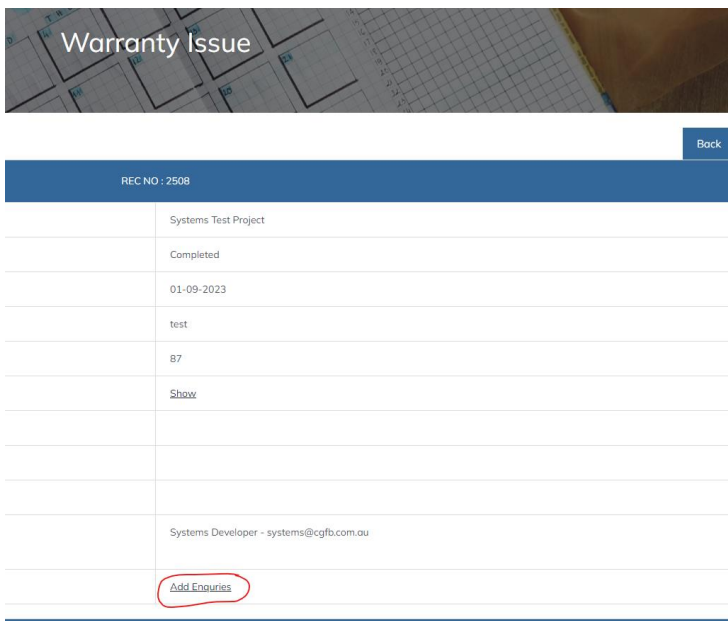 Warranty Issue
Back
REC NO : 2508
Systems Test Project
Completed
01-09-2023
test
87
Show
Systems Developer - systems@cgfb.com.au
Add Enquries